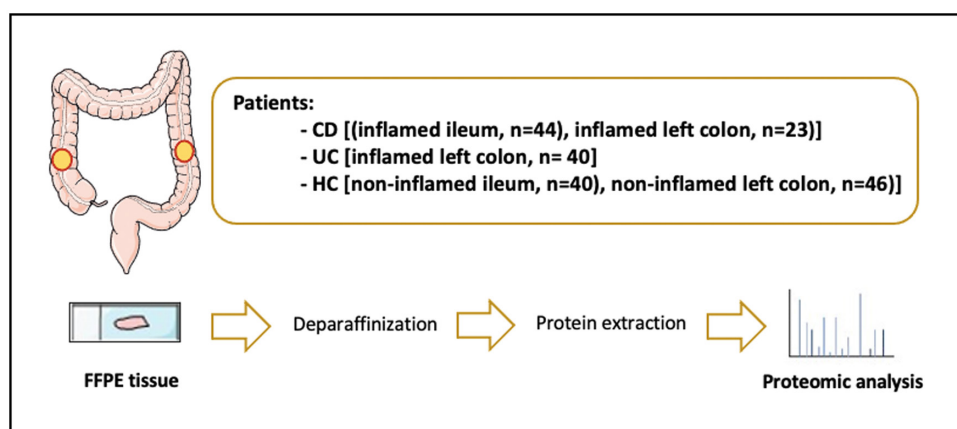 Patients:
- CD [(inflamed ileum, n=44), inflamed left colon, n=23)]
- UC [inflamed left colon, n= 40]
- HC [non-inflamed ileum, n=40), non-inflamed left colon, n=46)]
Deparaffinization
Protein extraction
FFPE tissue
Proteomic analysis